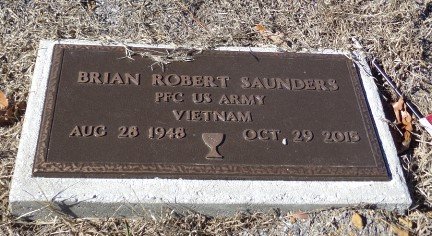 BRIAN ROBERT SAUNDERS
PFC US ARMY
VIETNAM
AUG 28 1948 OCT 29 2015